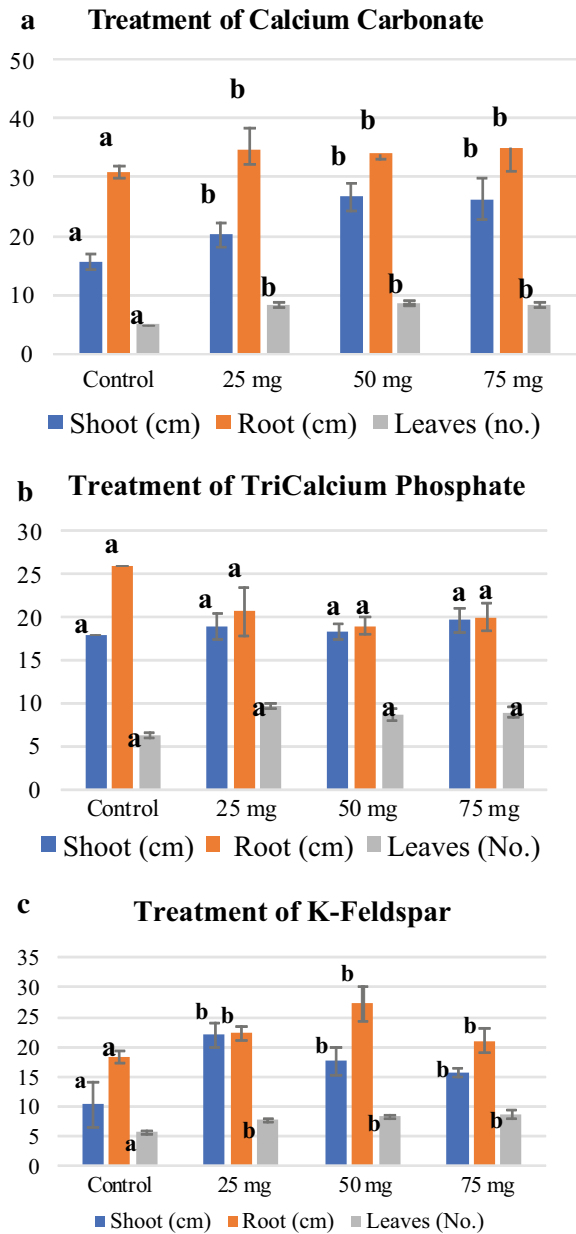 a Treatment of Calcium Carbonate
50
40
30
20
10
0
a
a
a
b
b
b
b
b
b
b
b
b
Control 25 mg 50 mg 75 mg
Shoot (cm) Root (cm) Leaves (no.)
b Treatment of TriCalcium Phosphate
30
25
20
15
10
5
0
a
a
a
a
a
a
a
a
a
a
a
a
Control 25 mg 50 mg 75 mg
Shoot (cm) Root (cm) Leaves (No.)
c Treatment of K-Feldspar
35
30
25
20
15
10
5
0
a
a
a
b
b
b
b
b
b
b
b
b
Control 25 mg 50 mg 75 mg
Shoot (cm) Root (cm) Leaves (No.)